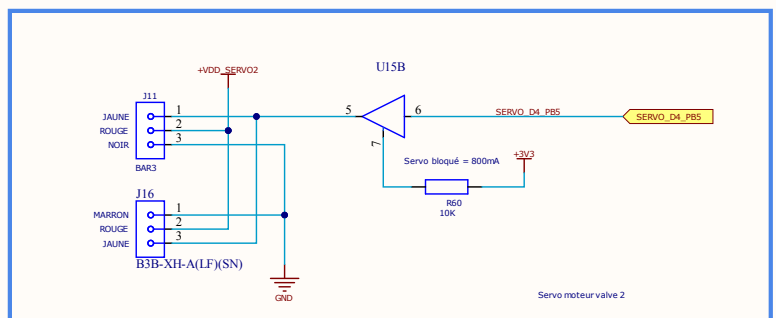 U15B
+VDD_SERVO2
J11
JAUNE 1
ROUGE 2
NOIR 3
BAR3
5
6
7
SERVO_D4_PB5
SERVO_D4_PB5
Servo bloqué = 800mA
+3V3
R60
10K
J16
MARRON 1
ROUGE 2
JAUNE 3
B3B-XH-A(LF)(SN)
GND
Servo moteur valve 2